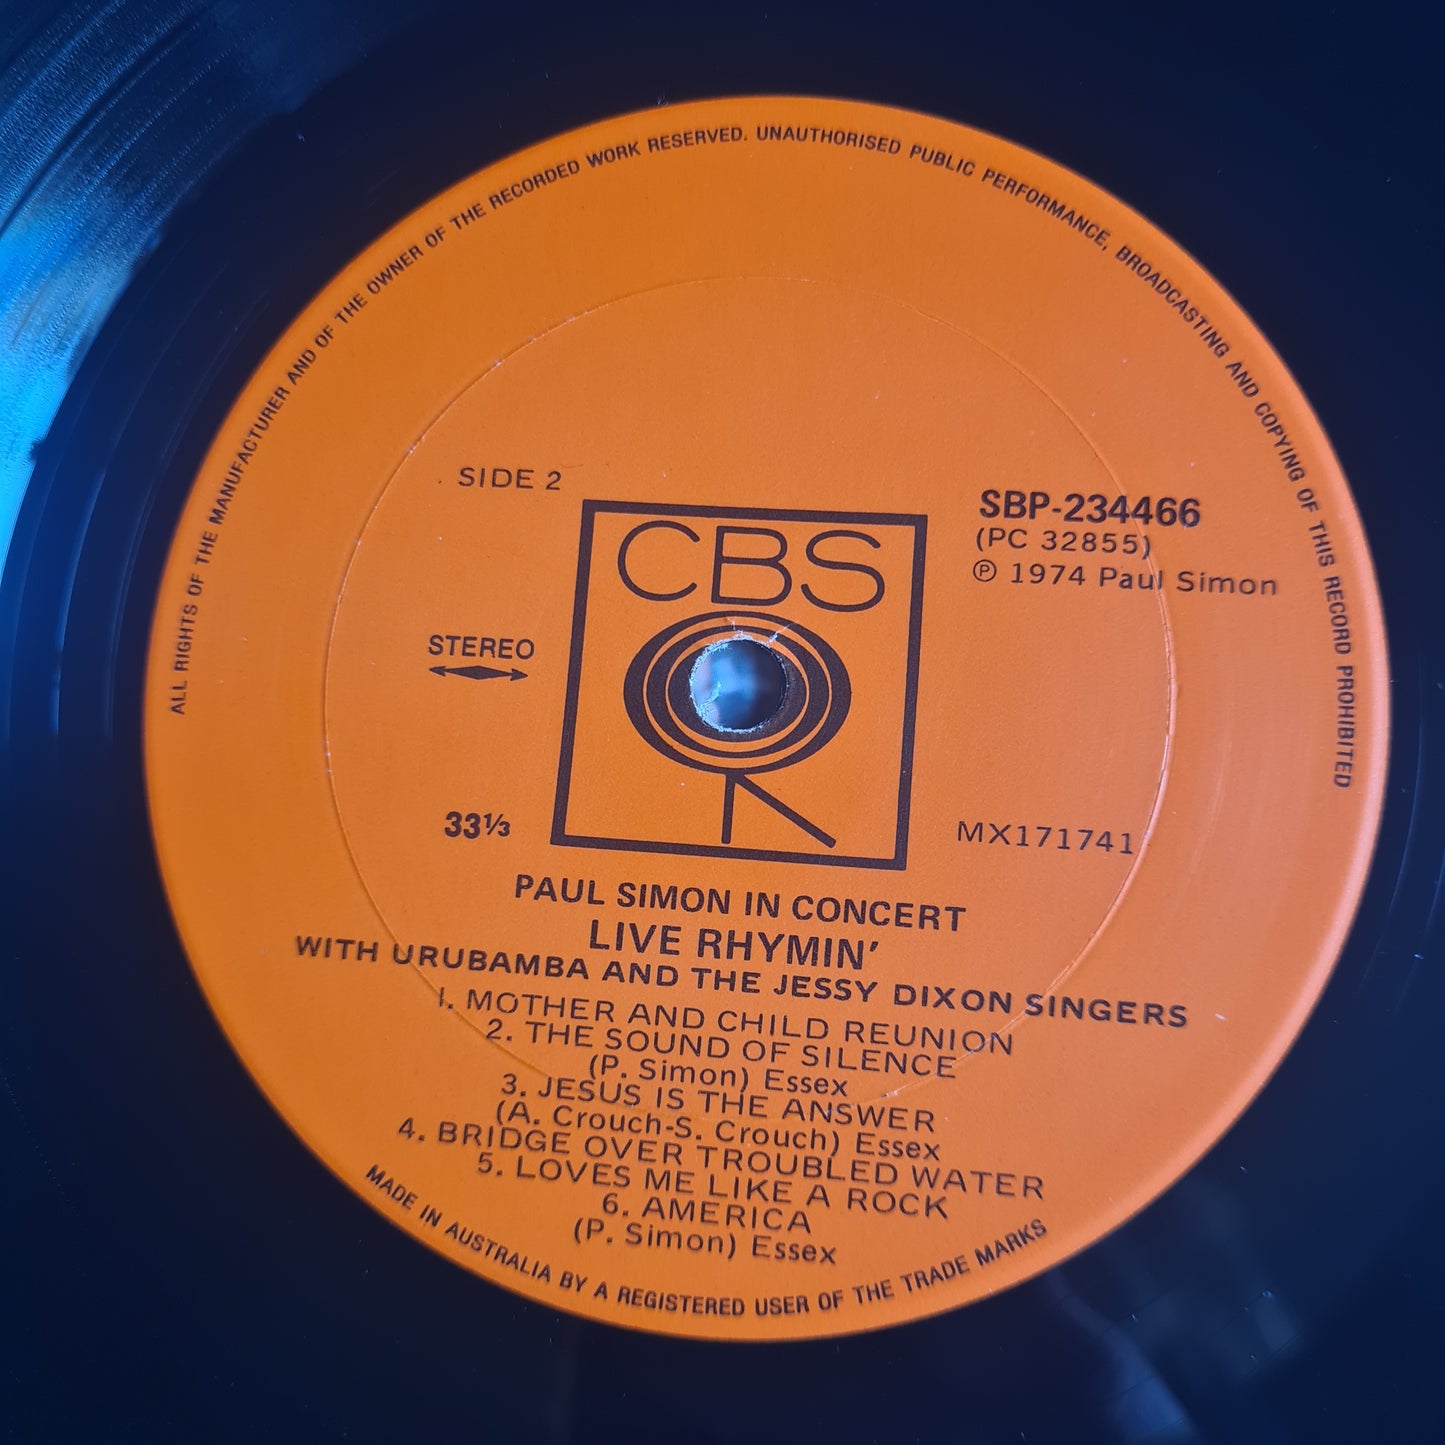 ALL RIGHTS OF THE MANUFACTURER AND OF THE OWNER OF THE RECORDED WORK RESERVED. UNAUTHORISED PUBLIC PERFORMANCE, BROADCASTING AND COPYING OF THIS RECORD PROHIBITED
SIDE 2
CBS
SBP-234466
(PC 32855)
℗ 1974 Paul Simon
STEREO
33⅓
MX171741
PAUL SIMON IN CONCERT
LIVE RHYMIN'
WITH URUBAMBA AND THE JESSY DIXON SINGERS
1. MOTHER AND CHILD REUNION
2. THE SOUND OF SILENCE
(P. Simon) Essex
3. JESUS IS THE ANSWER
(A. Crouch-S. Crouch) Essex
4. BRIDGE OVER TROUBLED WATER
5. LOVES ME LIKE A ROCK
6. AMERICA
(P. Simon) Essex
MADE IN AUSTRALIA BY A REGISTERED USER OF THE TRADE MARKS